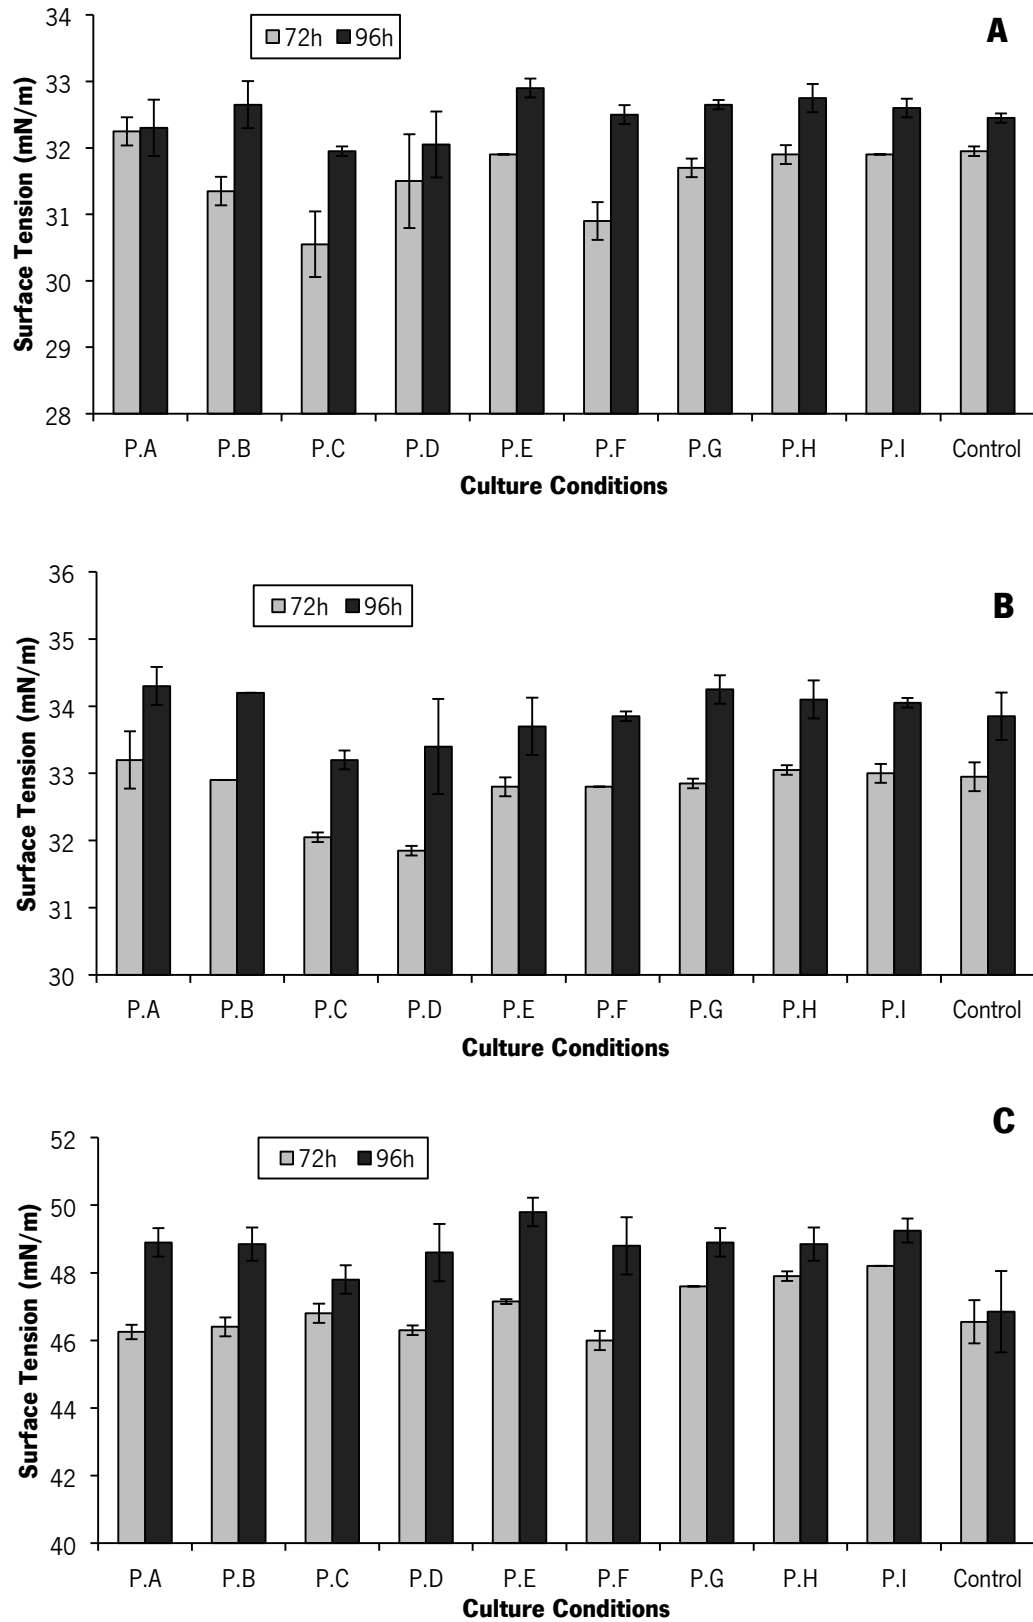 34
33
32
31
30
29
28
Surface Tension (mN/m)
72h 96h
A
P.A P.B P.C P.D P.E P.F P.G P.H P.I Control
Culture Conditions
36
35
34
33
32
31
30
Surface Tension (mN/m)
72h 96h
B
P.A P.B P.C P.D P.E P.F P.G P.H P.I Control
Culture Conditions
52
50
48
46
44
42
40
Surface Tension (mN/m)
72h 96h
C
P.A P.B P.C P.D P.E P.F P.G P.H P.I Control
Culture Conditions